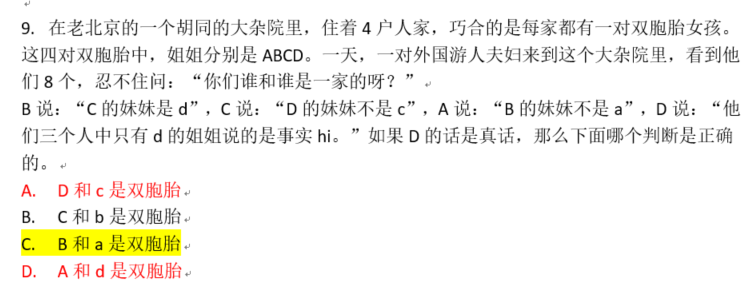 9. 在老北京的一个胡同的大杂院里，住着 4 户人家，巧合的是每家都有一对双胞胎女孩。
这四对双胞胎中，姐姐分别是 ABCD。一天，一对外国游人夫妇来到这个大杂院里，看到他
们 8 个，忍不住问：“你们谁和谁是一家的呀？”
B 说：“C 的妹妹是 d”，C 说：“D 的妹妹不是 c”，A 说：“B 的妹妹不是 a”，D 说：“他
们三个人中只有 d 的姐姐说的是事实 hi。”如果 D 的话是真话，那么下面哪个判断是正确
的。
A. D 和 c 是双胞胎
B. C 和 b 是双胞胎
C. B 和 a 是双胞胎
D. A 和 d 是双胞胎